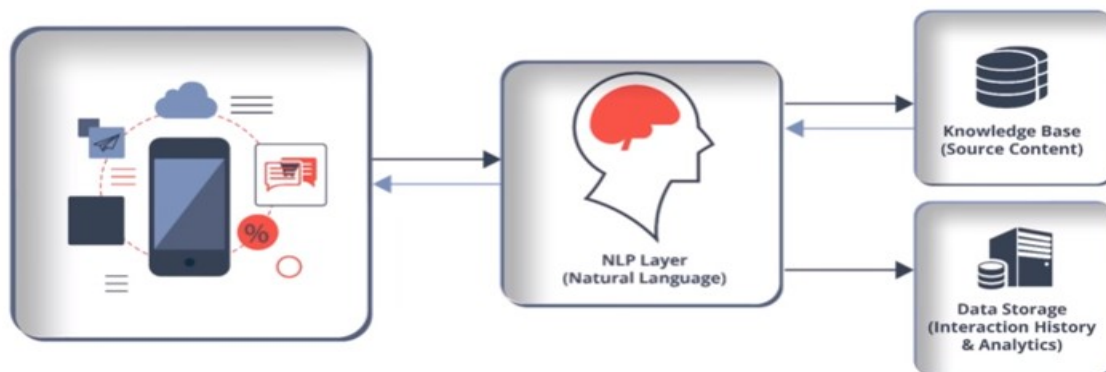 %
NLP Layer
(Natural Language)
Knowledge Base
(Source Content)
Data Storage
(Interaction History
& Analytics)